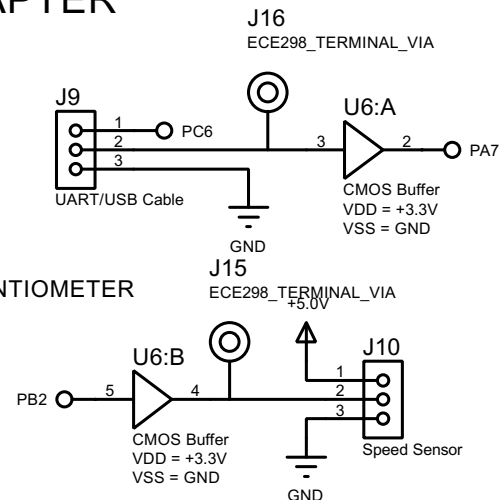 APTER
J16
ECE298_TERMINAL_VIA
J9
U6:A
1
PC6
2
3
2
PA7
3
UART/USB Cable
CMOS Buffer
VDD = +3.3V
VSS = GND
GND
NTIOMETER
J15
ECE298_TERMINAL_VIA
+5.0V
U6:B
J10
1
PB2
5
4
2
3
CMOS Buffer
VDD = +3.3V
VSS = GND
Speed Sensor
GND